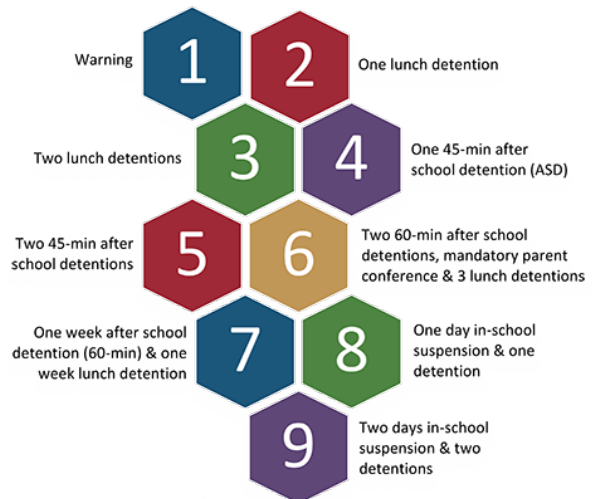 Warning
1
2
One lunch detention
Two lunch detentions
3
4
One 45-min after
school detention (ASD)
Two 45-min after
school detentions
5
6
Two 60-min after school
detentions, mandatory parent
conference & 3 lunch detentions
One week after school
detention (60-min) & one
week lunch detention
7
8
One day in-school
suspension & one
detention
9
Two days in-school
suspension & two
detentions